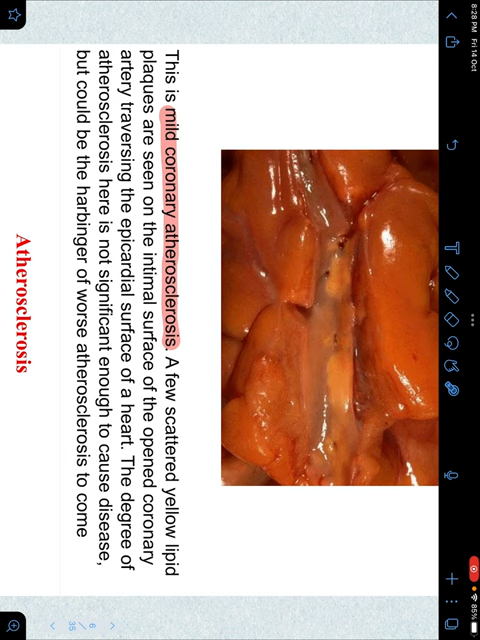 8:28 PM Fri 14 Oct
85%
This is mild coronary atherosclerosis. A few scattered yellow lipid
plaques are seen on the intimal surface of the opened coronary
artery traversing the epicardial surface of a heart. The degree of
atherosclerosis here is not significant enough to cause disease,
but could be the harbinger of worse atherosclerosis to come
Atherosclerosis
6 / 35